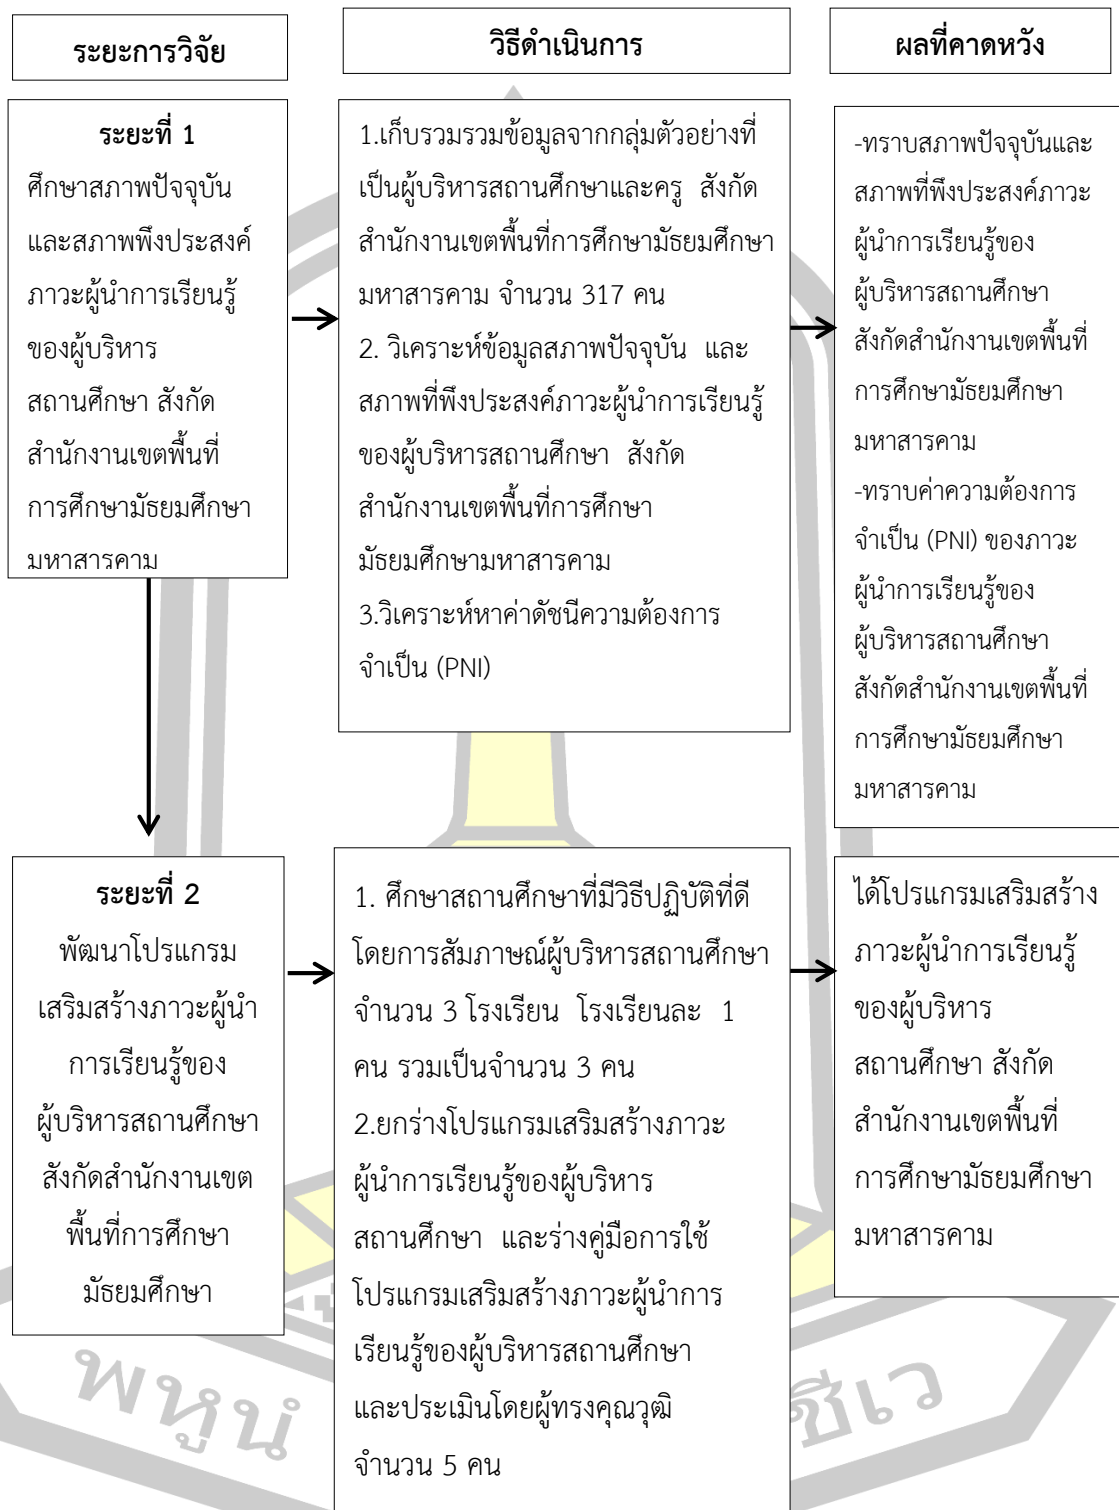 ระยะการวิจัย
วิธีดำเนินการ
ผลที่คาดหวัง
ระยะที่ 1
ศึกษาสภาพปัจจุบัน
และสภาพพึงประสงค์
ภาวะผู้นำการเรียนรู้
ของผู้บริหาร
สถานศึกษา สังกัด
สำนักงานเขตพื้นที่
การศึกษามัธยมศึกษา
มหาสารคาม
1.เก็บรวมรวมข้อมูลจากกลุ่มตัวอย่างที่
เป็นผู้บริหารสถานศึกษาและครู สังกัด
สำนักงานเขตพื้นที่การศึกษามัธยมศึกษา
มหาสารคาม จำนวน 317 คน
2. วิเคราะห์ข้อมูลสภาพปัจจุบัน และ
สภาพที่พึงประสงค์ภาวะผู้นำการเรียนรู้
ของผู้บริหารสถานศึกษา สังกัด
สำนักงานเขตพื้นที่การศึกษา
มัธยมศึกษามหาสารคาม
3.วิเคราะห์หาค่าดัชนีความต้องการ
จำเป็น (PNI)
-ทราบสภาพปัจจุบันและ
สภาพที่พึงประสงค์ภาวะ
ผู้นำการเรียนรู้ของ
ผู้บริหารสถานศึกษา
สังกัดสำนักงานเขตพื้นที่
การศึกษามัธยมศึกษา
มหาสารคาม
-ทราบค่าความต้องการ
จำเป็น (PNI) ของภาวะ
ผู้นำการเรียนรู้ของ
ผู้บริหารสถานศึกษา
สังกัดสำนักงานเขตพื้นที่
การศึกษามัธยมศึกษา
มหาสารคาม
ระยะที่ 2
พัฒนาโปรแกรม
เสริมสร้างภาวะผู้นำ
การเรียนรู้ของ
ผู้บริหารสถานศึกษา
สังกัดสำนักงานเขต
พื้นที่การศึกษา
มัธยมศึกษา
1. ศึกษาสถานศึกษาที่มีวิธีปฏิบัติที่ดี
โดยการสัมภาษณ์ผู้บริหารสถานศึกษา
จำนวน 3 โรงเรียน โรงเรียนละ 1
คน รวมเป็นจำนวน 3 คน
2.ยกร่างโปรแกรมเสริมสร้างภาวะ
ผู้นำการเรียนรู้ของผู้บริหาร
สถานศึกษา และร่างคู่มือการใช้
โปรแกรมเสริมสร้างภาวะผู้นำการ
เรียนรู้ของผู้บริหารสถานศึกษา
และประเมินโดยผู้ทรงคุณวุฒิ
จำนวน 5 คน
ได้โปรแกรมเสริมสร้าง
ภาวะผู้นำการเรียนรู้
ของผู้บริหาร
สถานศึกษา สังกัด
สำนักงานเขตพื้นที่
การศึกษามัธยมศึกษา
มหาสารคาม
พหูนํ
ชีเว